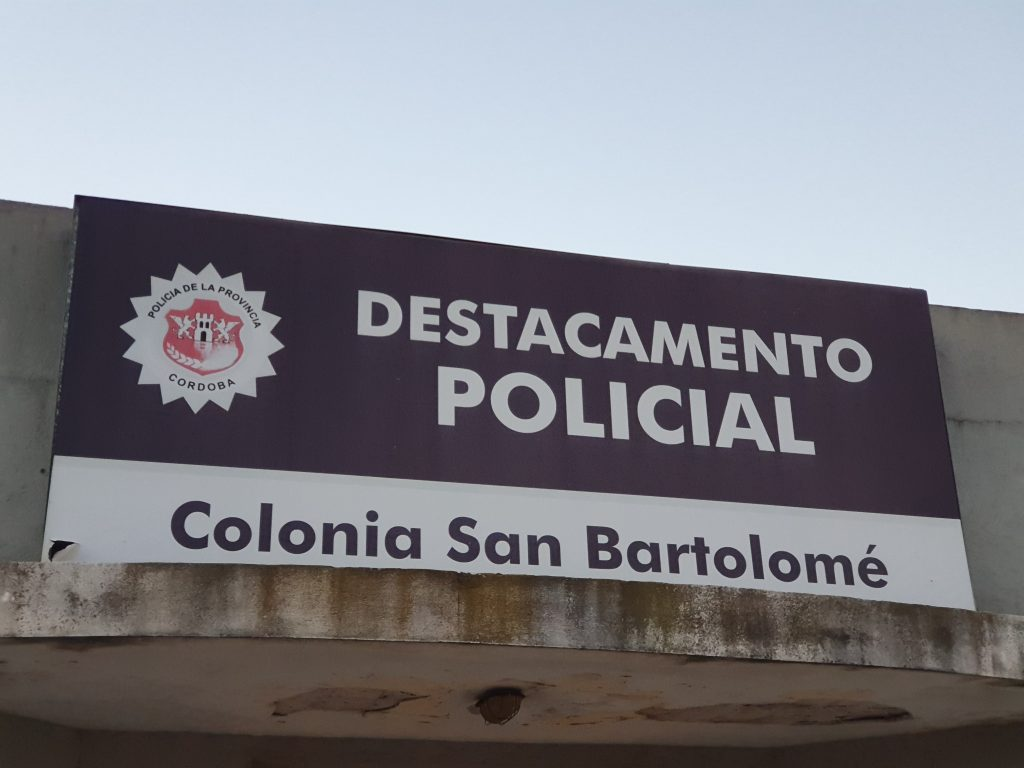 POLICIA DE LA PROVINCIA
CORDOBA
DESTACAMENTO
POLICIAL
Colonia San Bartolomé